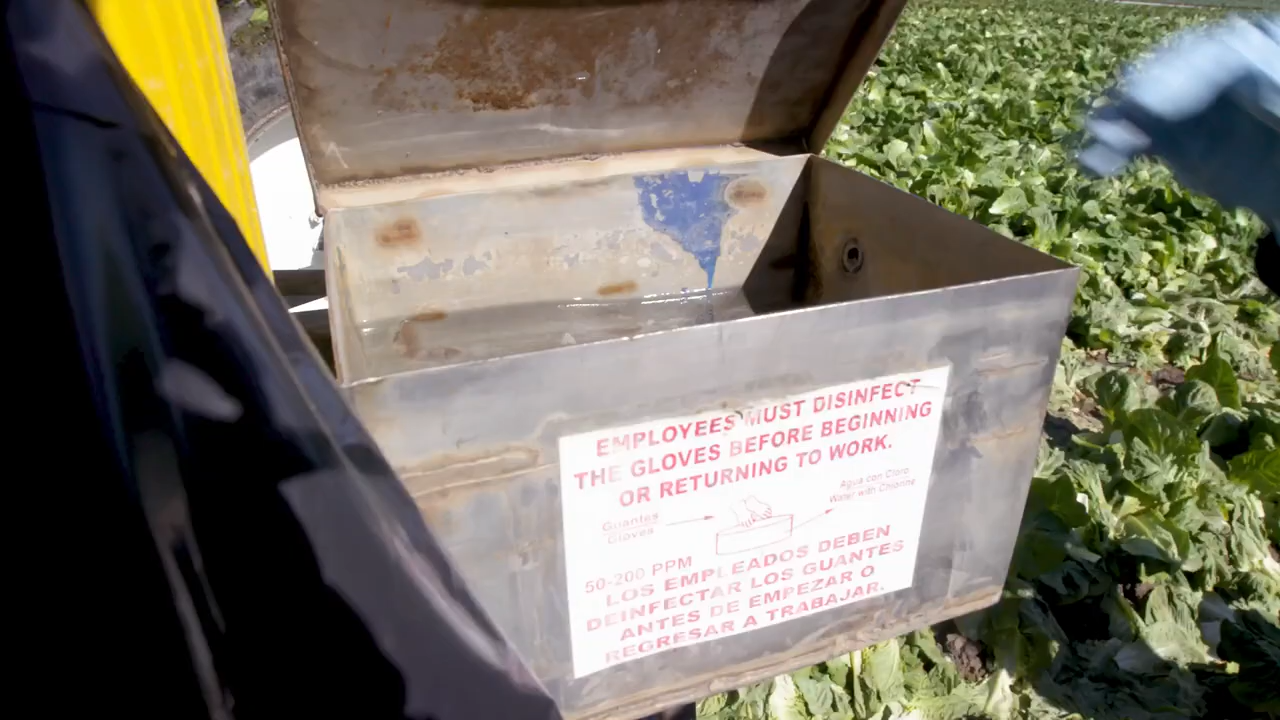 EMPLOYEES MUST DISINFECT
THE GLOVES BEFORE BEGINNING
OR RETURNING TO WORK.
Agua con Cloro
Water with Chlorine
Guantes
Gloves
50-200 PPM
LOS EMPLEADOS DEBEN
DEINFECTAR LOS GUANTES
ANTES DE EMPEZAR O
REGRESAR A TRABAJAR.